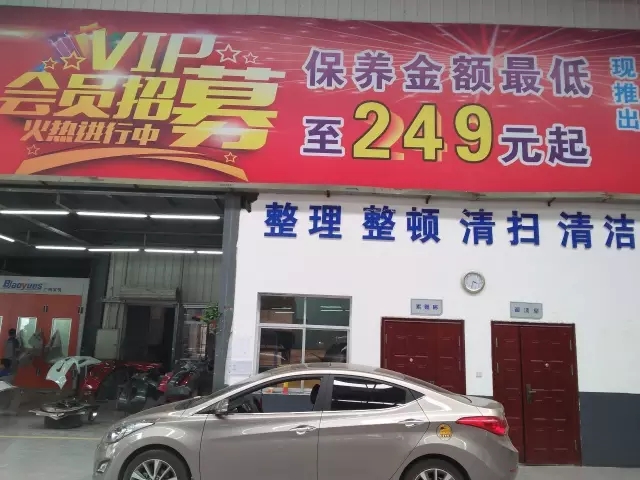 VIP
会员招募
火热进行中
保养金额最低
至249元起
现推出
整理 整顿 清扫 清洁